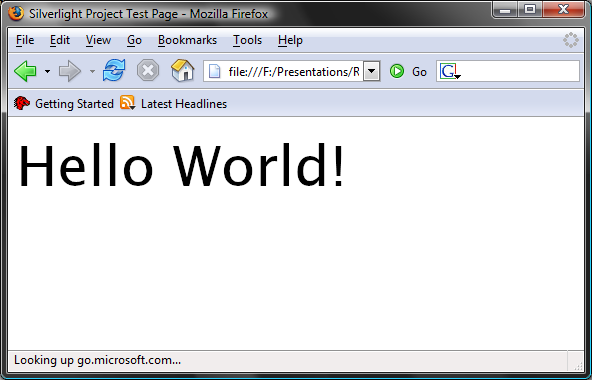 Silverlight Project Test Page - Mozilla Firefox
File Edit View Go Bookmarks Tools Help
file:///F:/Presentations/R Go G
Getting Started Latest Headlines
Hello World!
Looking up go.microsoft.com...